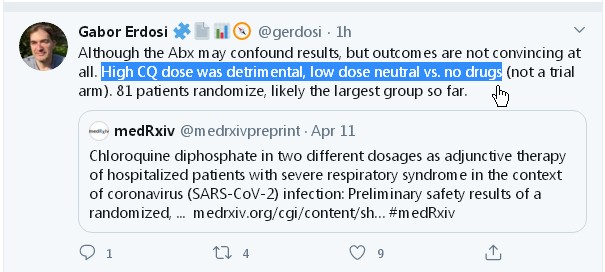 Gabor Erdosi @gerdosi · 1h
Although the Abx may confound results, but outcomes are not convincing at
all. High CQ dose was detrimental, low dose neutral vs. no drugs (not a trial
arm). 81 patients randomize, likely the largest group so far.
medRxiv medRxiv @medrxivpreprint · Apr 11
Chloroquine diphosphate in two different dosages as adjunctive therapy
of hospitalized patients with severe respiratory syndrome in the context
of coronavirus (SARS-CoV-2) infection: Preliminary safety results of a
randomized, ... medrxiv.org/cgi/content/sh... #medRxiv
1 4 9